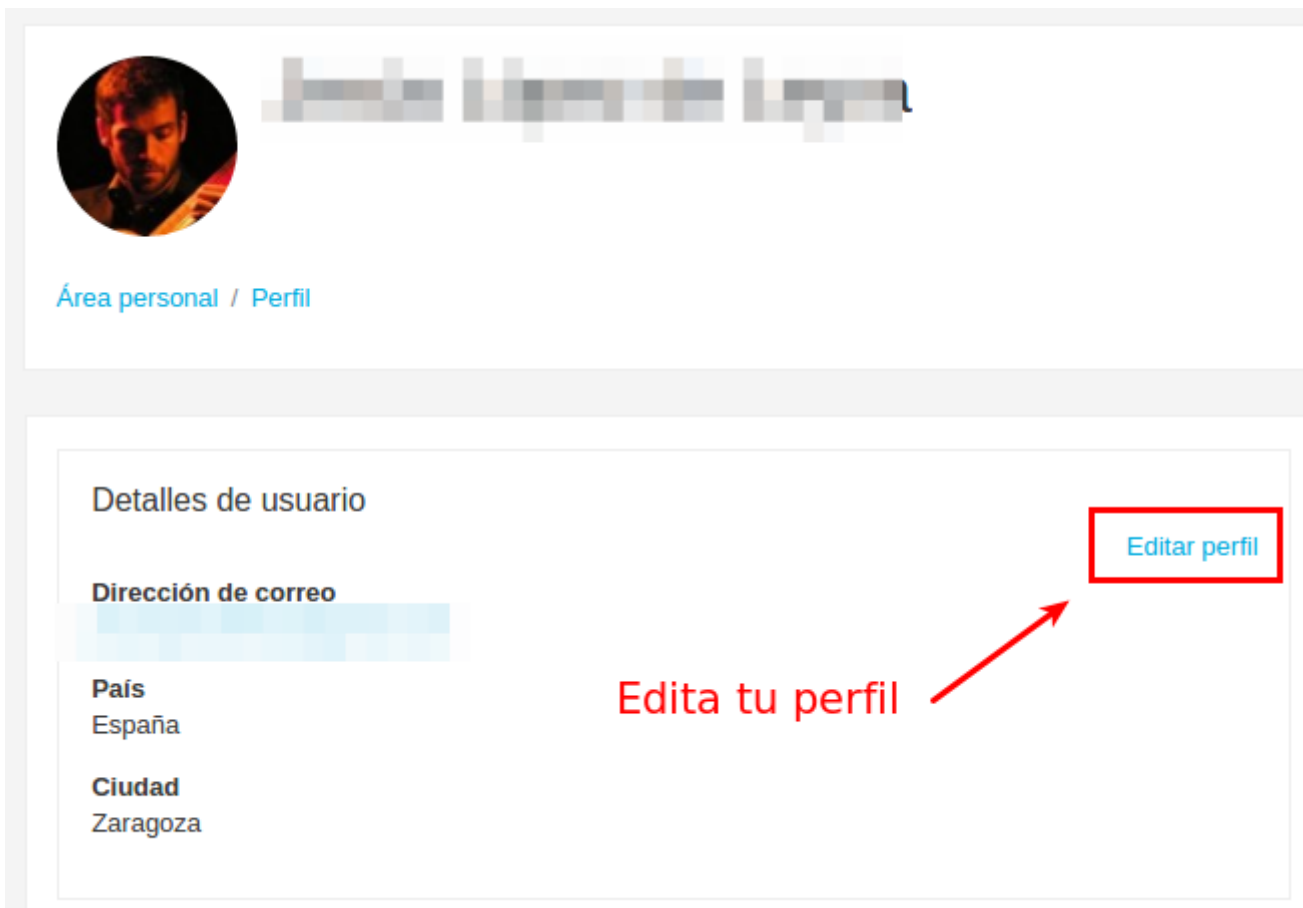 Área personal / Perfil
Detalles de usuario
Editar perfil
Dirección de correo
País
España
Edita tu perfil
Ciudad
Zaragoza